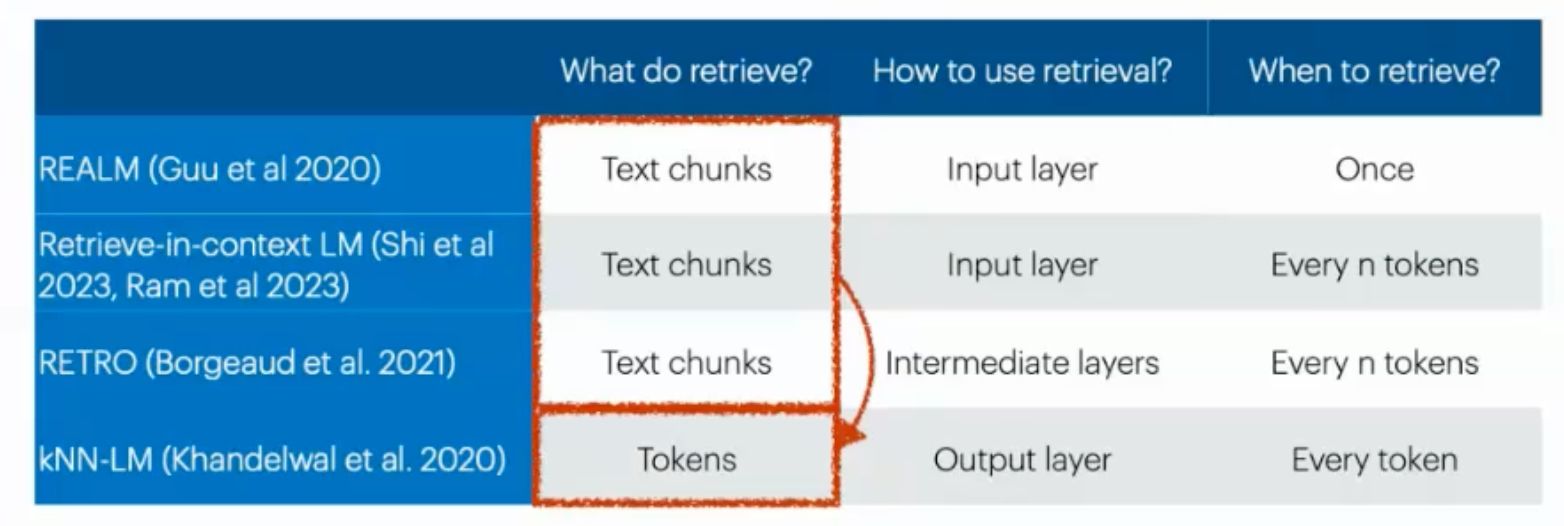 What do retrieve? How to use retrieval? When to retrieve?
REALM (Guu et al 2020) Text chunks Input layer Once
Retrieve-in-context LM (Shi et al
2023, Ram et al 2023) Text chunks Input layer Every n tokens
RETRO (Borgeaud et al. 2021) Text chunks Intermediate layers Every n tokens
kNN-LM (Khandelwal et al. 2020) Tokens Output layer Every token